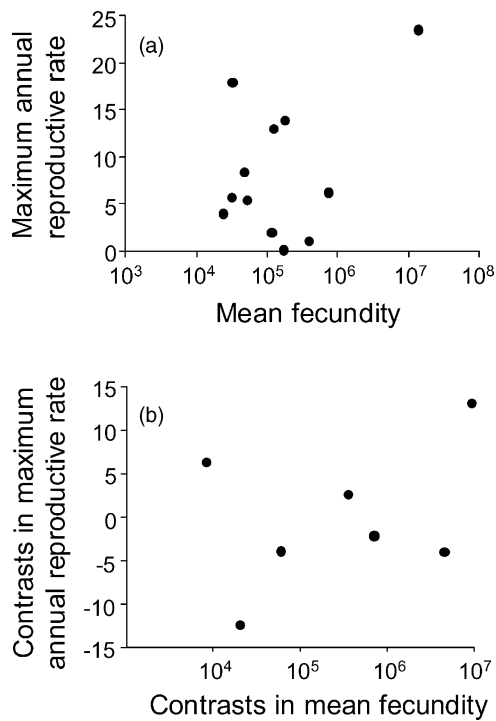 Maximum annual
reproductive rate
(a)
25
20
15
10
5
0
10³ 10⁴ 10⁵ 10⁶ 10⁷ 10⁸
Mean fecundity
Contrasts in maximum
annual reproductive rate
(b)
15
10
5
0
-5
-10
-15
10⁴ 10⁵ 10⁶ 10⁷
Contrasts in mean fecundity